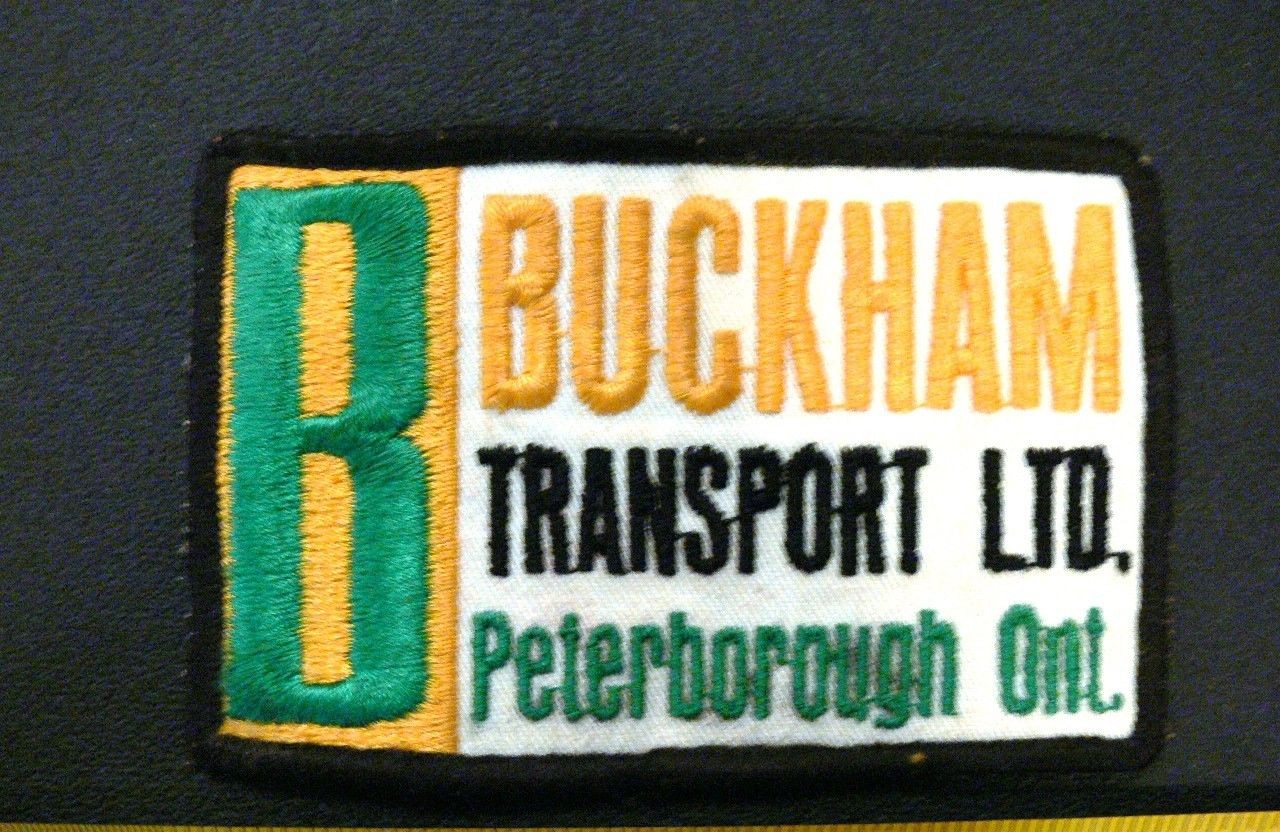 B
BUCKHAM
TRANSPORT LTD.
Peterborough Ont.